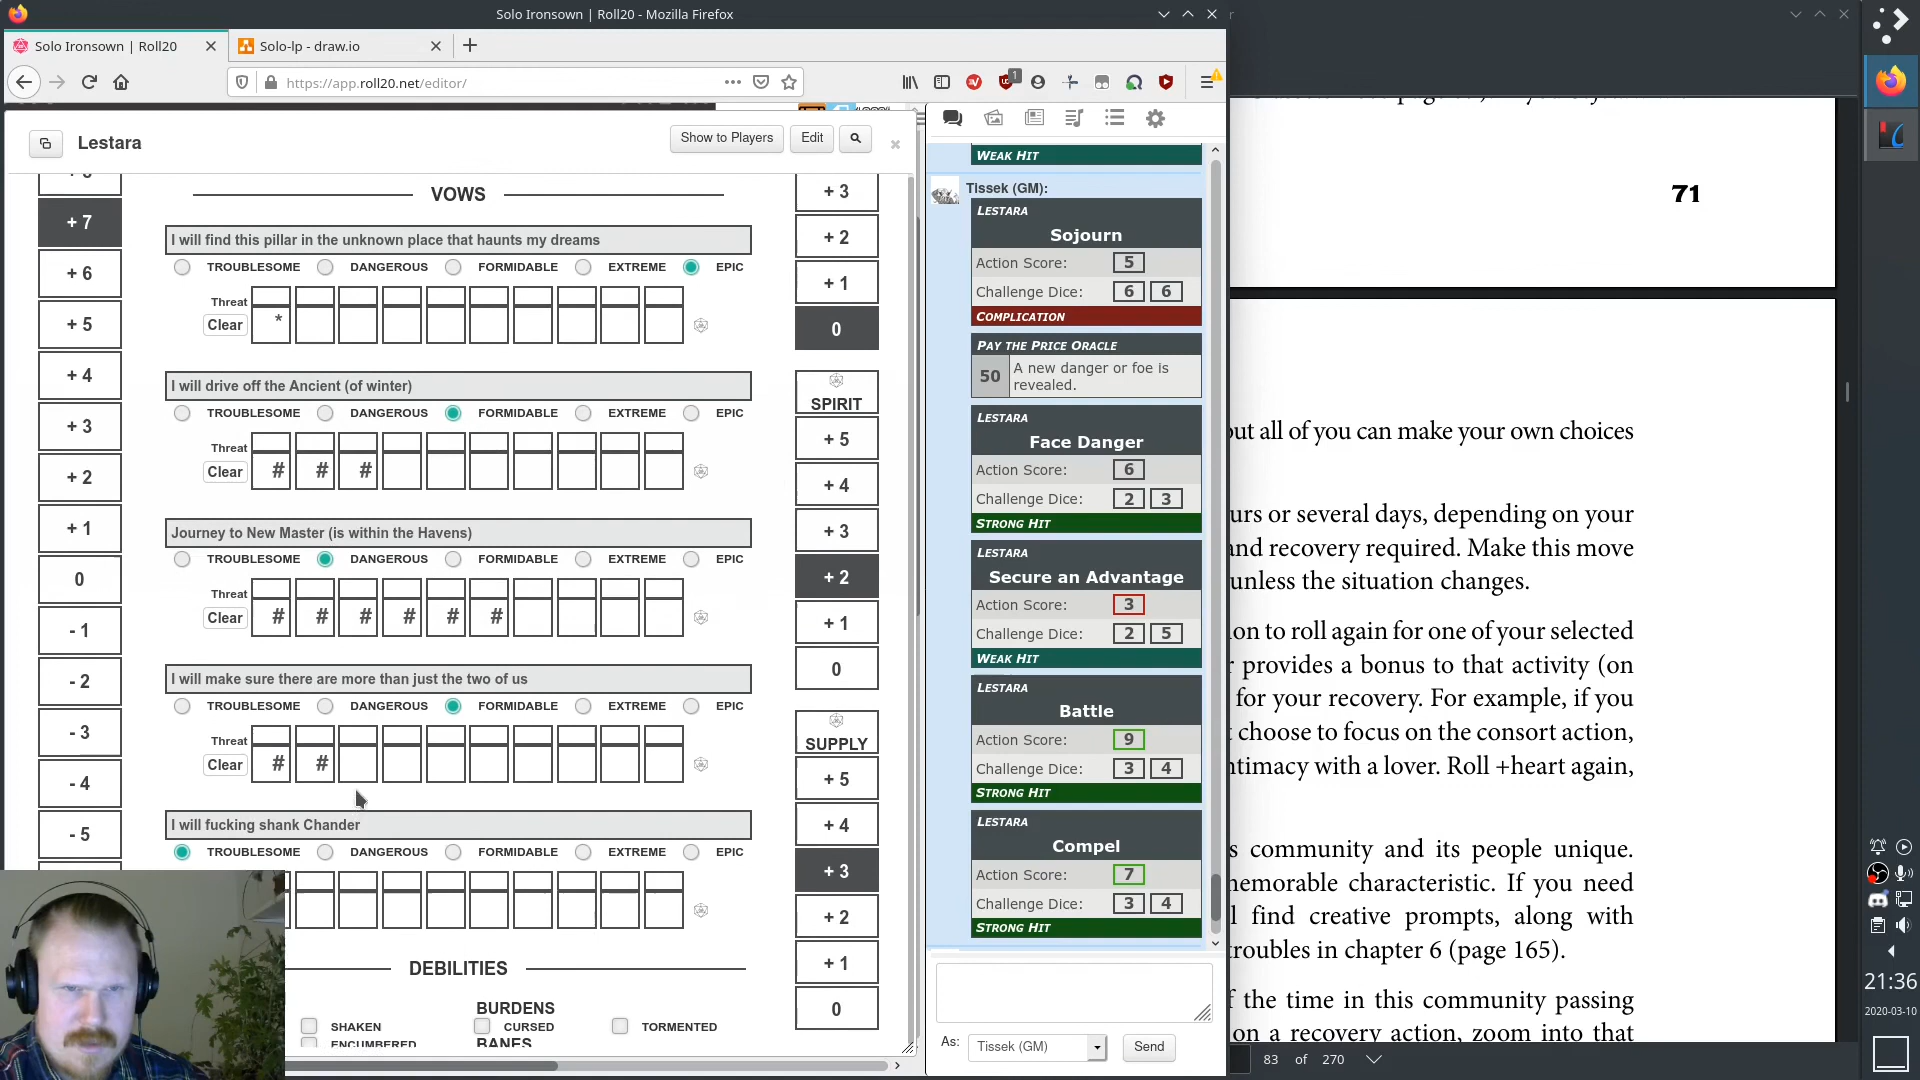 Solo Ironsown | Roll20 - Mozilla Firefox
Solo Ironsown | Roll20
Solo-lp - draw.io
https://app.roll20.net/editor/
1
Lestara
Show to Players
Edit
+ 7
+ 6
+ 5
+ 4
+ 3
+ 2
+ 1
0
- 1
- 2
- 3
- 4
- 5
VOWS
I will find this pillar in the unknown place that haunts my dreams
TROUBLESOME DANGEROUS FORMIDABLE EXTREME EPIC
Threat
Clear *
I will drive off the Ancient (of winter)
TROUBLESOME DANGEROUS FORMIDABLE EXTREME EPIC
Threat
Clear # # #
Journey to New Master (is within the Havens)
TROUBLESOME DANGEROUS FORMIDABLE EXTREME EPIC
Threat
Clear # # # # # #
I will make sure there are more than just the two of us
TROUBLESOME DANGEROUS FORMIDABLE EXTREME EPIC
Threat
Clear # #
I will fucking shank Chander
TROUBLESOME DANGEROUS FORMIDABLE EXTREME EPIC
DEBILITIES
BURDENS
SHAKEN CURSED TORMENTED
ENCUMBERED BANES
+ 3
+ 2
+ 1
0
SPIRIT
+ 5
+ 4
+ 3
+ 2
+ 1
0
SUPPLY
+ 5
+ 4
+ 3
+ 2
+ 1
0
WEAK HIT
Tissek (GM):
LESTARA
Sojourn
Action Score: 5
Challenge Dice: 6 6
COMPLICATION
PAY THE PRICE ORACLE
50 A new danger or foe is
revealed.
LESTARA
Face Danger
Action Score: 6
Challenge Dice: 2 3
STRONG HIT
LESTARA
Secure an Advantage
Action Score: 3
Challenge Dice: 2 5
WEAK HIT
LESTARA
Battle
Action Score: 9
Challenge Dice: 3 4
STRONG HIT
LESTARA
Compel
Action Score: 7
Challenge Dice: 3 4
STRONG HIT
As: Tissek (GM) Send
71
but all of you can make your own choices
urs or several days, depending on your
and recovery required. Make this move
unless the situation changes.
ion to roll again for one of your selected
r provides a bonus to that activity (on
for your recovery. For example, if you
choose to focus on the consort action,
ntimacy with a lover. Roll +heart again,
s community and its people unique.
memorable characteristic. If you need
l find creative prompts, along with
troubles in chapter 6 (page 165).
f the time in this community passing
on a recovery action, zoom into that
83 of 270
21:36
2020-03-10